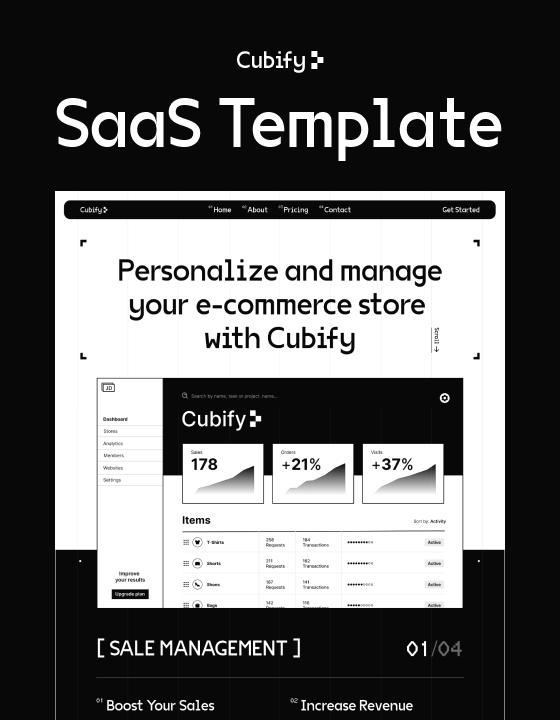 Cubify
SaaS Template
Cubify
01 Home 02 About 03 Pricing 04 Contact
Get Started
Personalize and manage
your e-commerce store
with Cubify
Scroll →
JD
Search by name, task or project name...
Cubify
Dashboard
Stores
Analytics
Members
Websites
Settings
Improve
your results
Upgrade plan
Sales
178
Orders
+21%
Visits
+37%
Items
Sort by: Activity
T-Shirts 258 Requests 184 Transactions Active
Shorts 211 Requests 162 Transactions Active
Shoes 187 Requests 141 Transactions Active
Bags 142 Requests 116 Transactions Active
[ SALE MANAGEMENT ]
01/04
01 Boost Your Sales
02 Increase Revenue